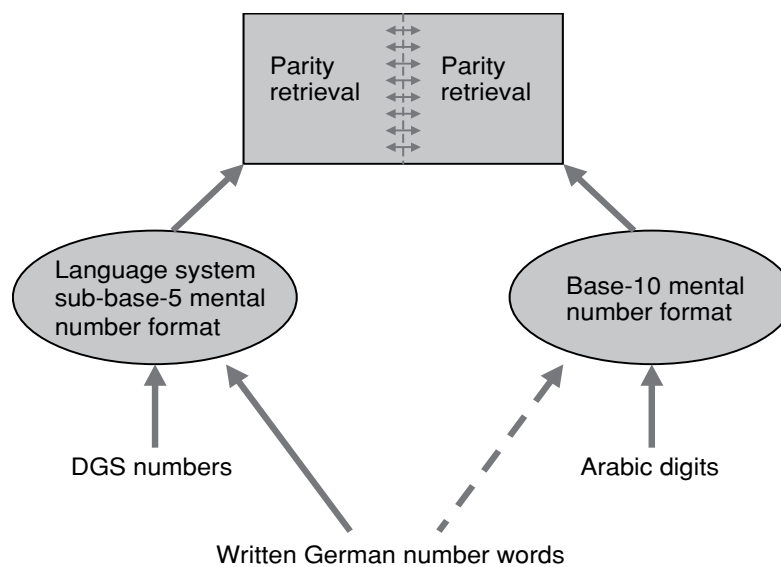 Parity
retrieval
Parity
retrieval
Language system
sub-base-5 mental
number format
Base-10 mental
number format
DGS numbers
Arabic digits
Written German number words